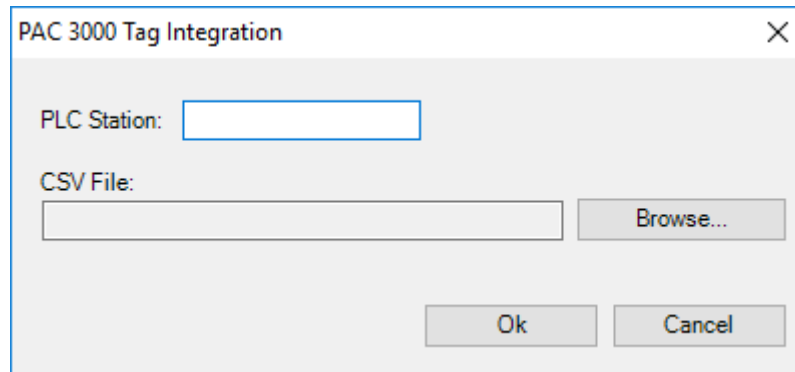 PAC 3000 Tag Integration
PLC Station:
CSV File:
Browse...
Ok Cancel